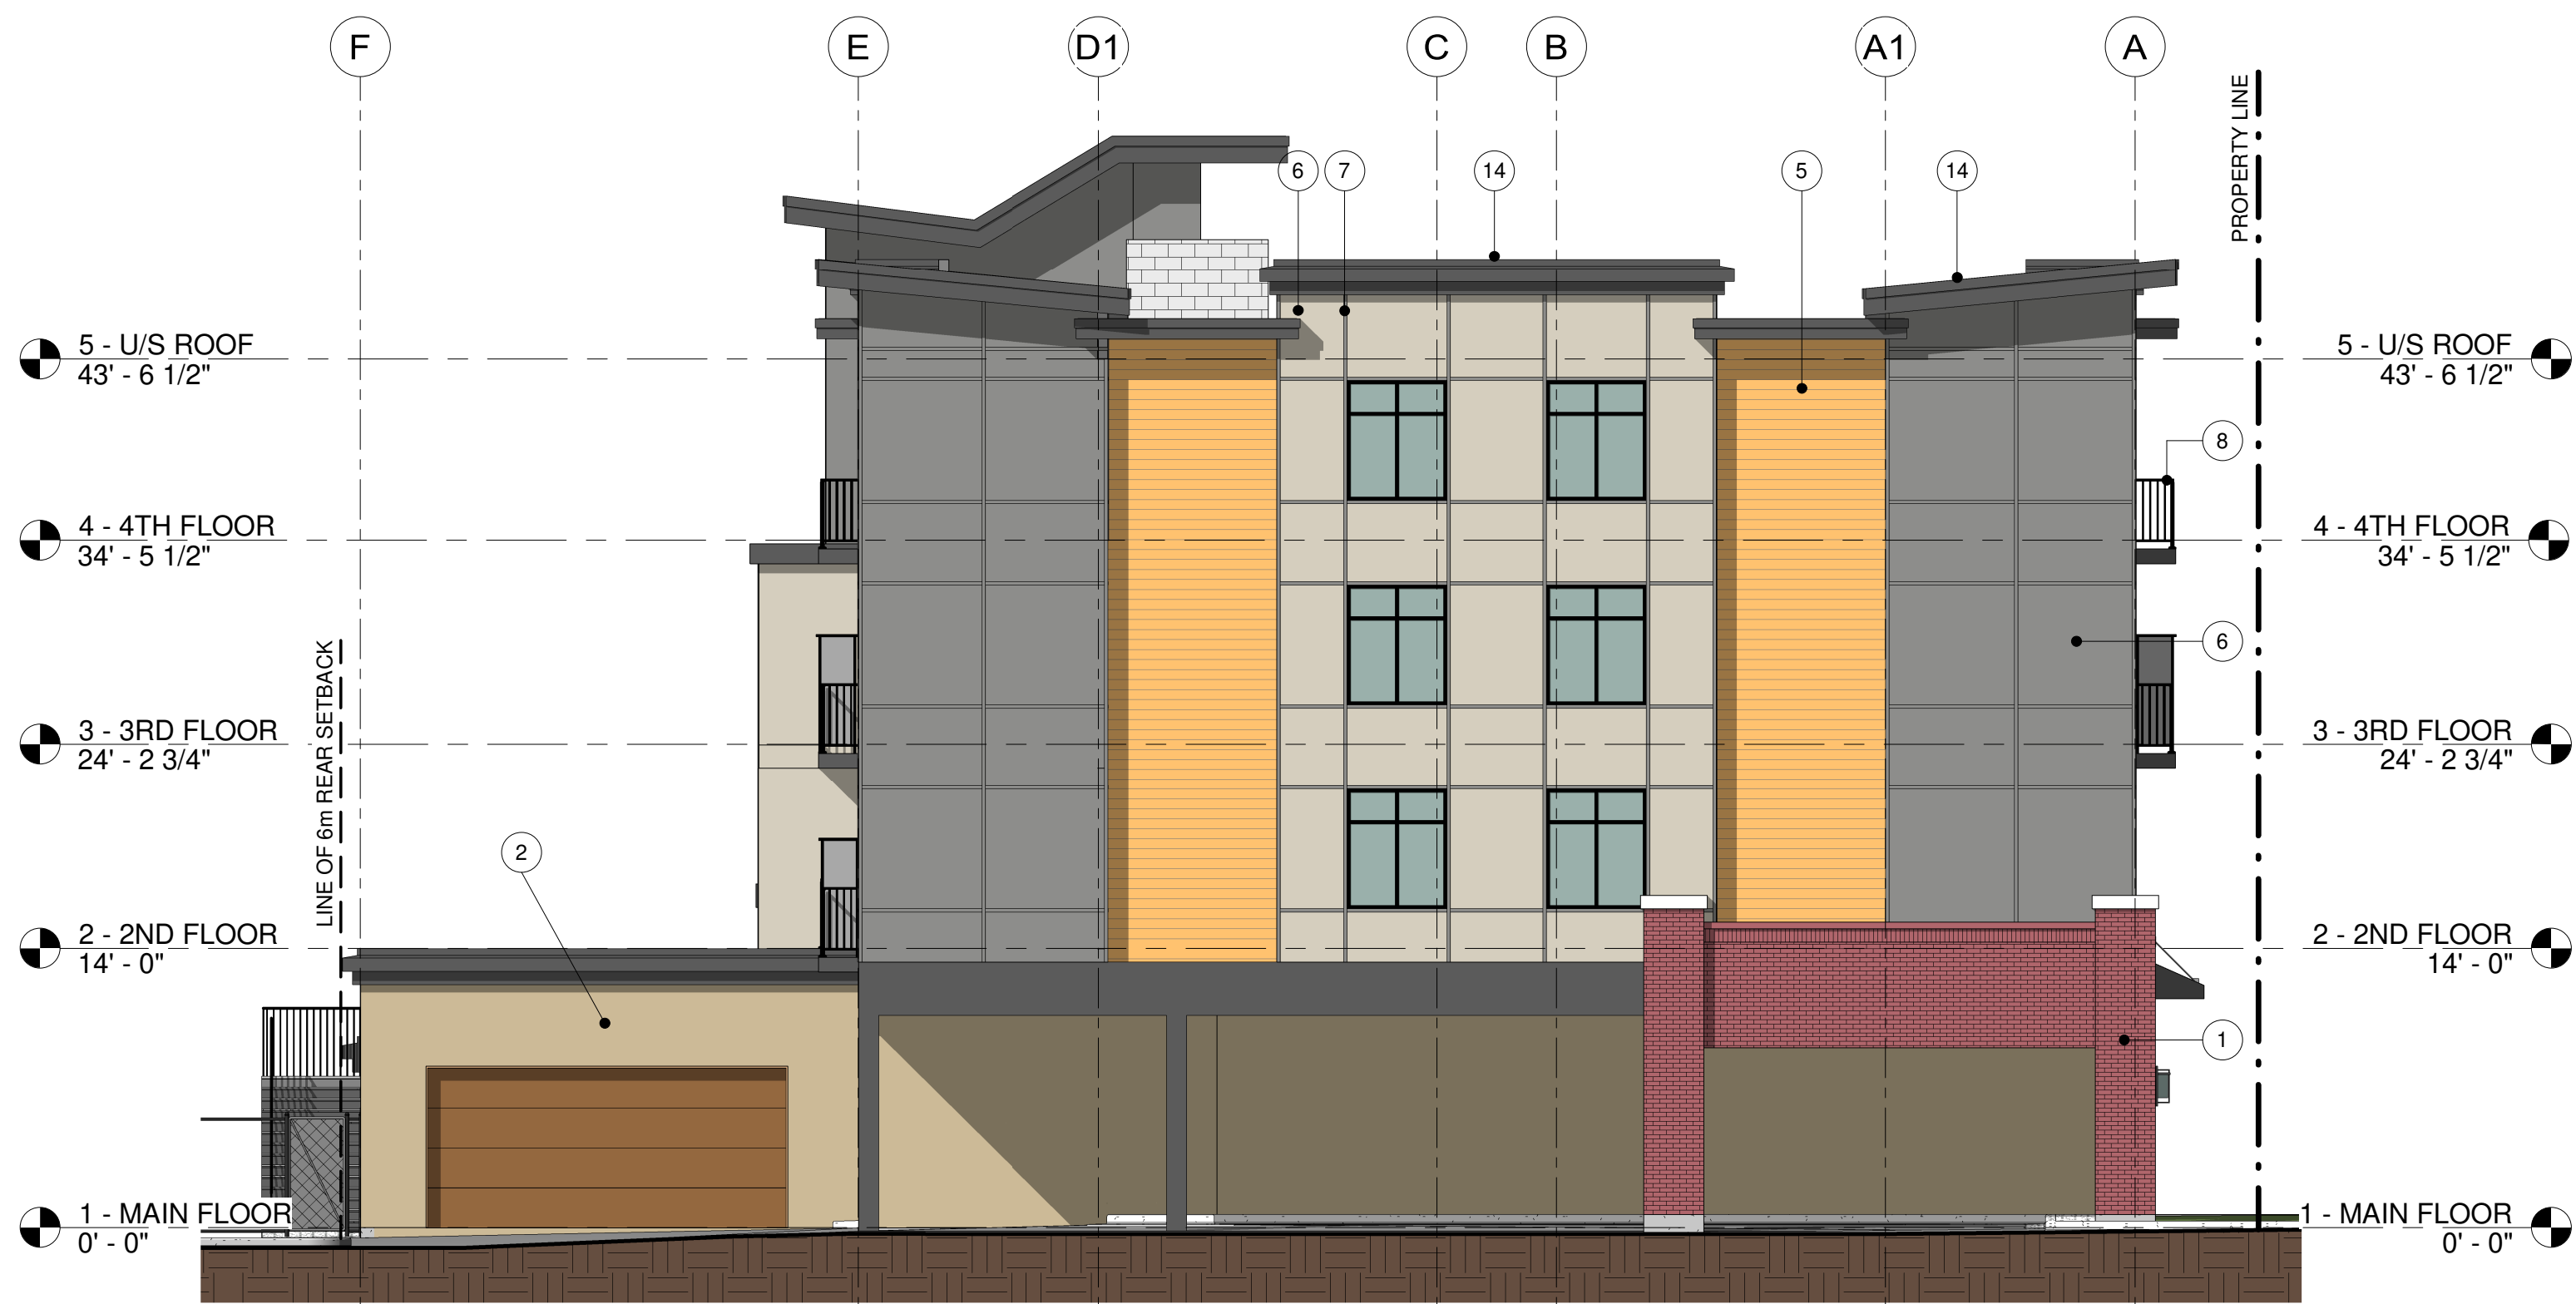 F E D1 C B A1 A
PROPERTY LINE
6 7 14 5 14
5 - U/S ROOF
43' - 6 1/2"
5 - U/S ROOF
43' - 6 1/2"
8
4 - 4TH FLOOR
34' - 5 1/2"
4 - 4TH FLOOR
34' - 5 1/2"
6
LINE OF 6m REAR SETBACK
3 - 3RD FLOOR
24' - 2 3/4"
3 - 3RD FLOOR
24' - 2 3/4"
2
2 - 2ND FLOOR
14' - 0"
2 - 2ND FLOOR
14' - 0"
1
1 - MAIN FLOOR
0' - 0"
1 - MAIN FLOOR
0' - 0"